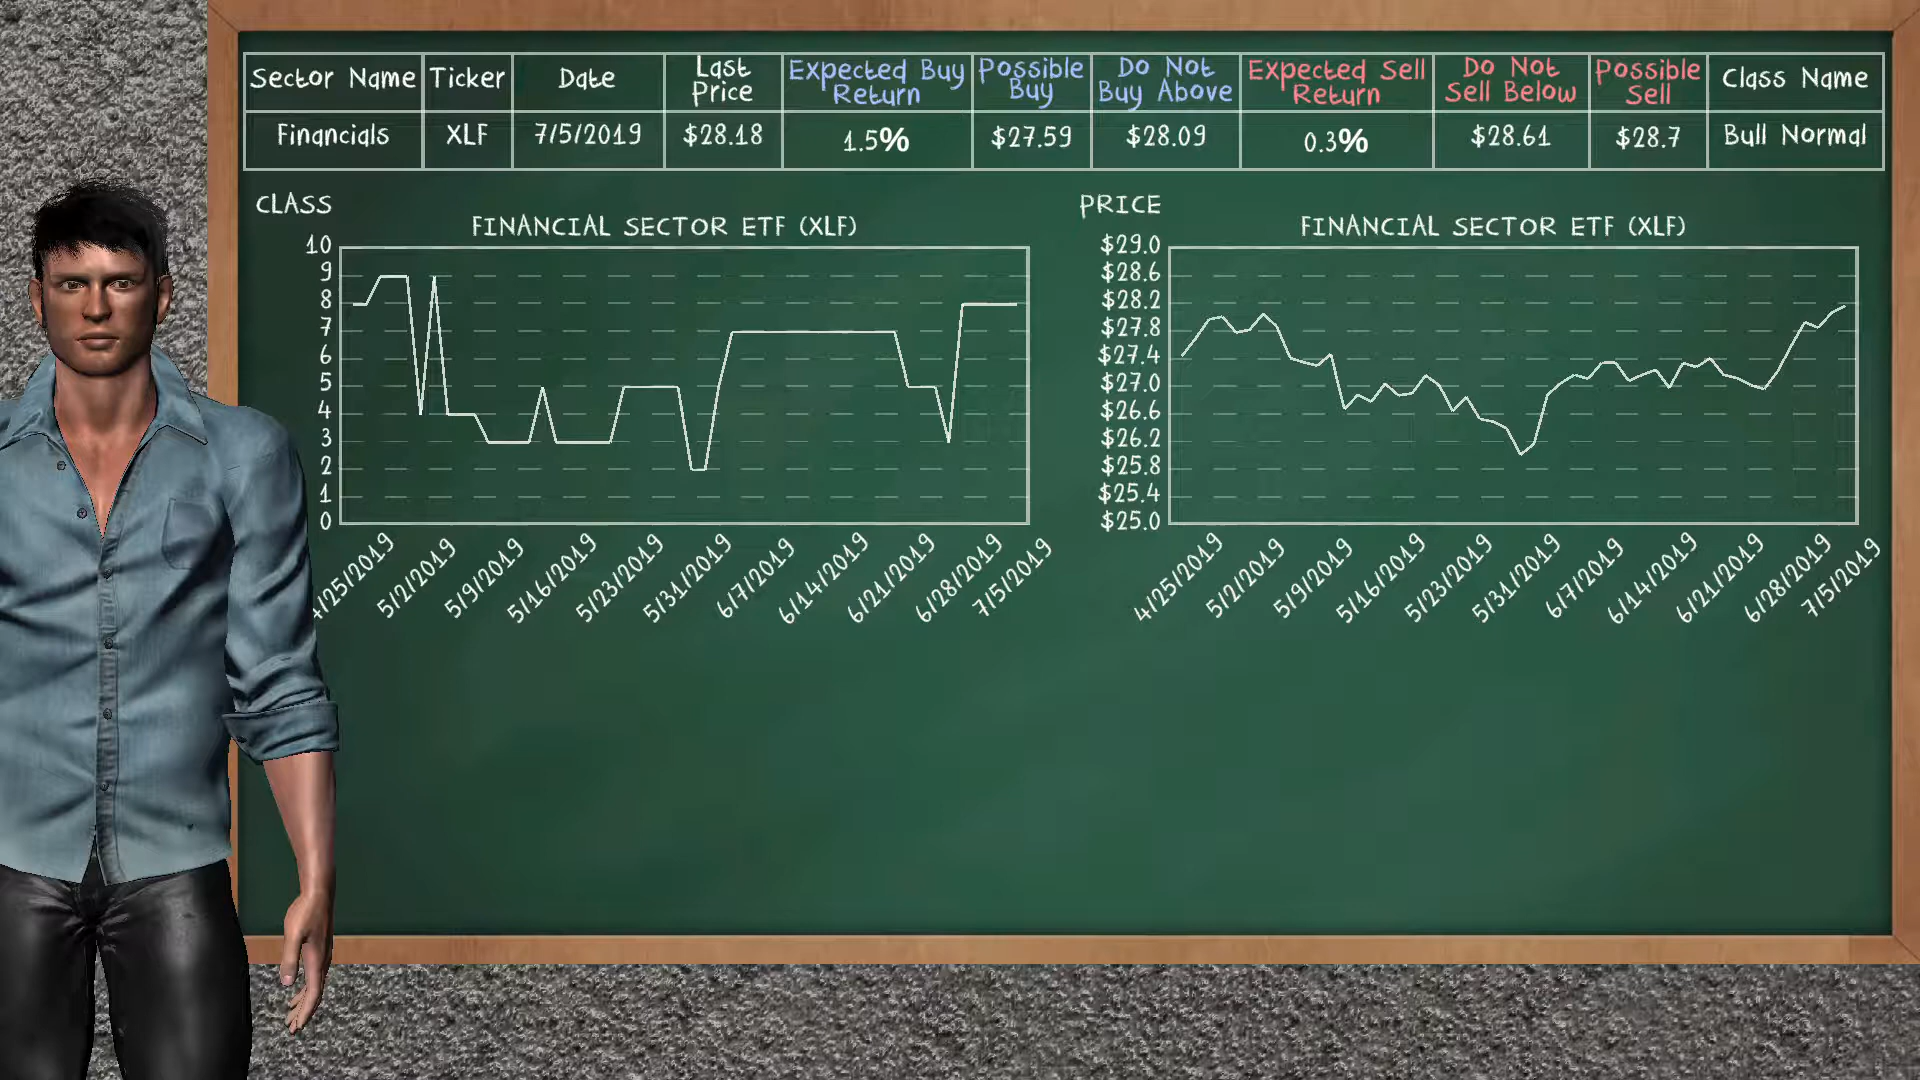 Sector Name Ticker Date Last Price Expected Buy Return Possible Buy Do Not Buy Above Expected Sell Return Do Not Sell Below Possible Sell Class Name
Financials XLF 7/5/2019 $28.18 1.5% $27.59 $28.09 0.3% $28.61 $28.7 Bull Normal
CLASS
FINANCIAL SECTOR ETF (XLF)
10
9
8
7
6
5
4
3
2
1
0
4/25/2019 5/2/2019 5/9/2019 5/16/2019 5/23/2019 5/31/2019 6/7/2019 6/14/2019 6/21/2019 6/28/2019 7/5/2019
PRICE
FINANCIAL SECTOR ETF (XLF)
$29.0
$28.6
$28.2
$27.8
$27.4
$27.0
$26.6
$26.2
$25.8
$25.4
$25.0
4/25/2019 5/2/2019 5/9/2019 5/16/2019 5/23/2019 5/31/2019 6/7/2019 6/14/2019 6/21/2019 6/28/2019 7/5/2019